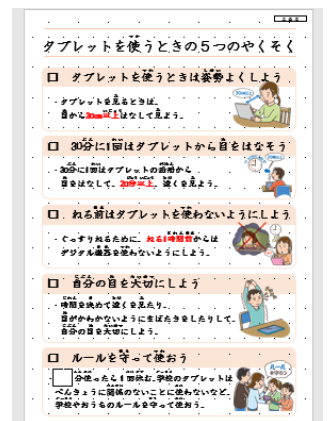 タブレットを使うときの5つのやくそく
□ タブレットを使うときは姿勢よくしよう
・タブレットを見るときは、
目から30cm以上はなして見よう。
□ 30分に1回はタブレットから目をはなそう
・30分に1回はタブレットの画面から
目をはなして、20秒以上、遠くを見よう。
□ ねる前はタブレットを使わないようにしよう
・ぐっすりねるために、ねる1時間前からは
デジタル機器を使わないようにしよう。
□ 自分の目を大切にしよう
・時間を決めて遠くを見たり、
目がかわかないようにまばたきをしたりして、
自分の目を大切にしよう。
□ ルールを守って使おう
・□分使ったら1回休む、学校のタブレットは
べんきょうに関係のないことに使わないなど、
学校やおうちのルールを守って使おう。